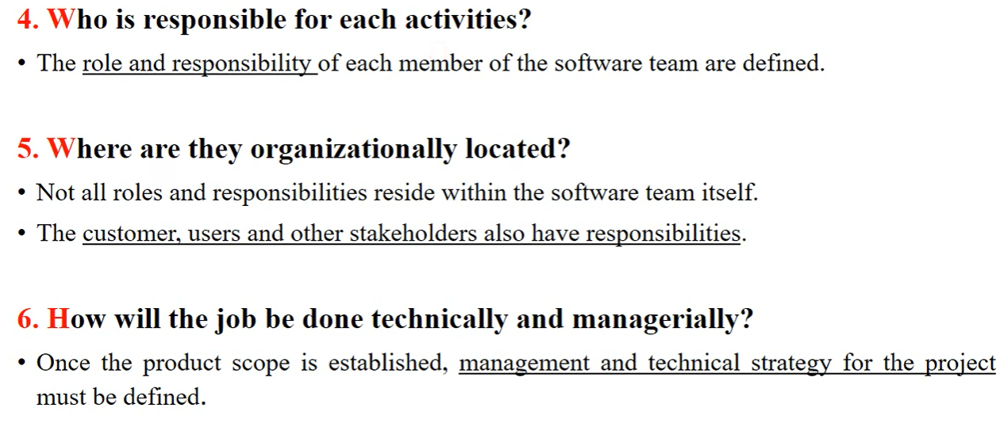 4. Who is responsible for each activities?
• The role and responsibility of each member of the software team are defined.
5. Where are they organizationally located?
• Not all roles and responsibilities reside within the software team itself.
• The customer, users and other stakeholders also have responsibilities.
6. How will the job be done technically and managerially?
• Once the product scope is established, management and technical strategy for the project
must be defined.